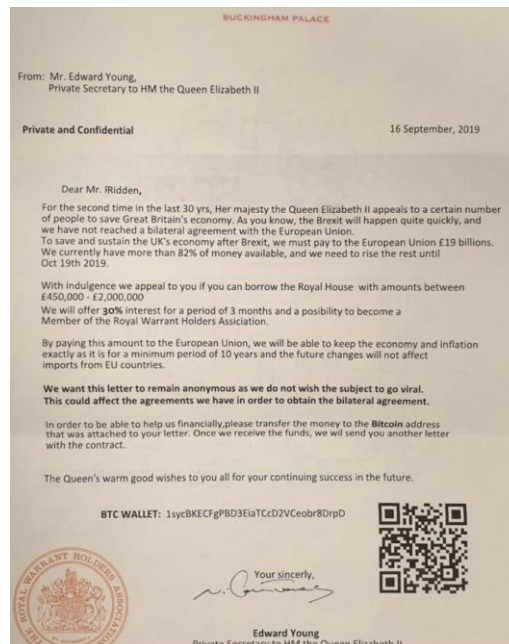 BUCKINGHAM PALACE
From: Mr. Edward Young,
Private Secretary to HM the Queen Elizabeth II
Private and Confidential
16 September, 2019
Dear Mr. fRidden,
For the second time in the last 30 yrs, Her majesty the Queen Elizabeth II appeals to a certain number
of people to save Great Britain's economy. As you know, the Brexit will happen quite quickly, and
we have not reached a bilateral agreement with the European Union.
To save and sustain the UK's economy after Brexit, we must pay to the European Union £19 billions.
We currently have more than 82% of money available, and we need to rise the rest until
Oct 19th 2019.
With indulgence we appeal to you if you can borrow the Royal House with amounts between
£450,000 - £2,000,000
We will offer 30% interest for a period of 3 months and a posibility to become a
Member of the Royal Warrant Holders Assiciation.
By paying this amount to the European Union, we will be able to keep the economy and inflation
exactly as it is for a minimum period of 10 years and the future changes will not affect
imports from EU countries.
We want this letter to remain anonymous as we do not wish the subject to go viral.
This could affect the agreements we have in order to obtain the bilateral agreement.
In order to be able to help us financially,please transfer the money to the Bitcoin address
that was attached to your letter. Once we receive the funds, we wil send you another letter
with the contract.
The Queen's warm good wishes to you all for your continuing success in the future.
BTC WALLET: 1sycBKECFgPBD3EiaTCcD2VCeobr8DrpD
ROYAL WARRANT HOLDERS ASSOCIATION
Your sincerly,
Edward Young
Private Secretary to HM the Queen Elizabeth II